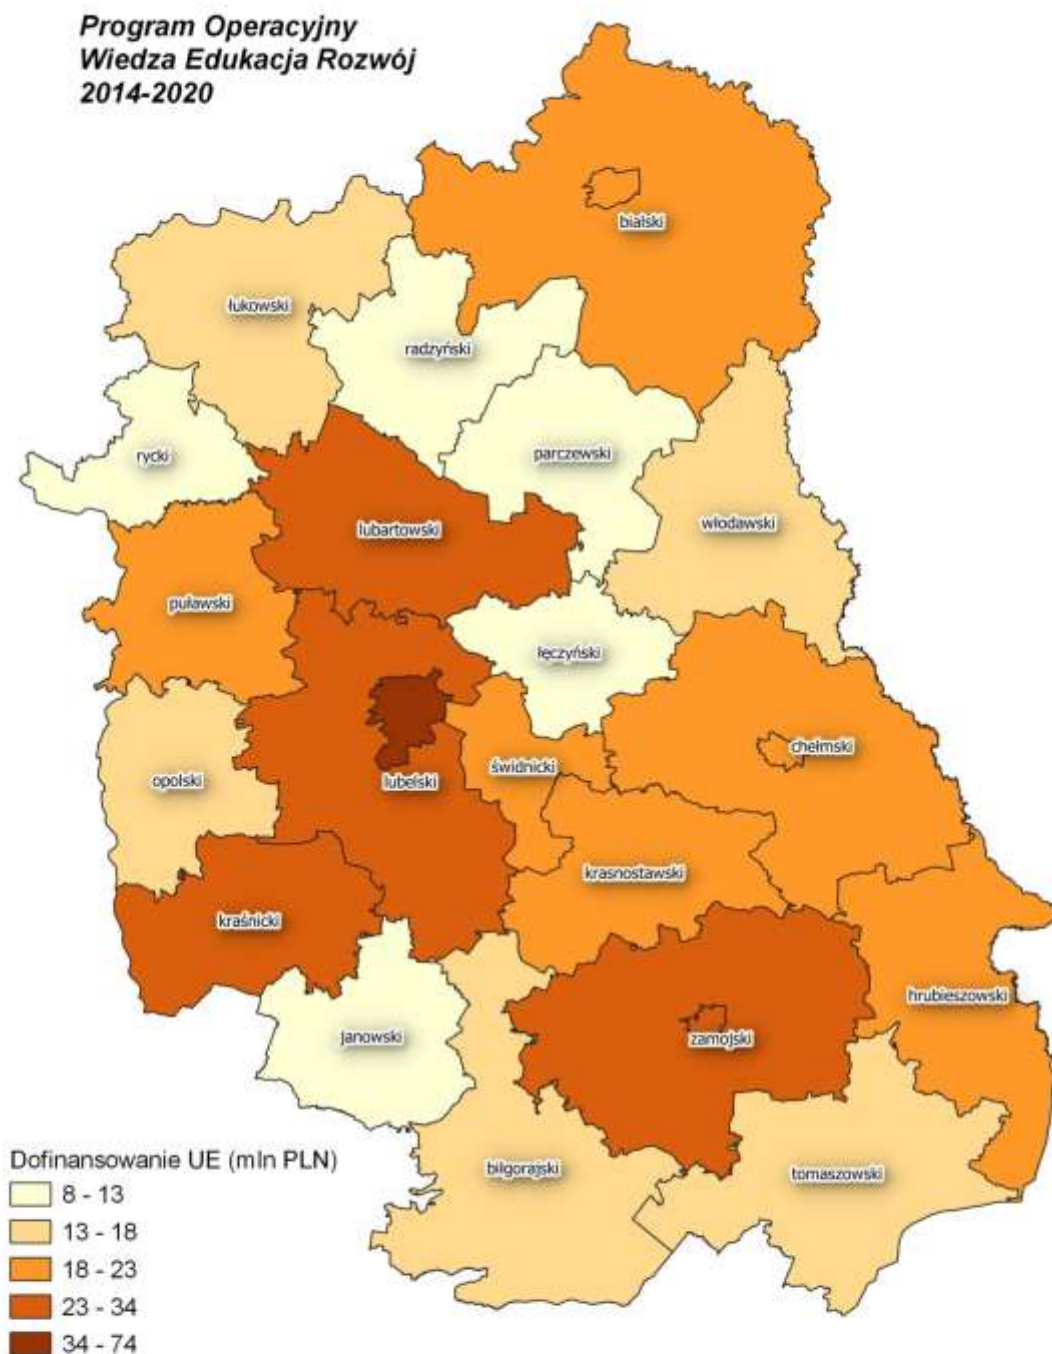 Program Operacyjny
Wiedza Edukacja Rozwój
2014-2020
bialski
łukowski
radzyński
rycki
parczewski
lubartowski
włodawski
puławski
łęczyński
opolski
lubelski
świdnicki
chełmski
krasnostawski
kraśnicki
hrubieszowski
janowski
zamojski
biłgorajski
tomaszowski
Dofinansowanie UE (mln PLN)
8 - 13
13 - 18
18 - 23
23 - 34
34 - 74